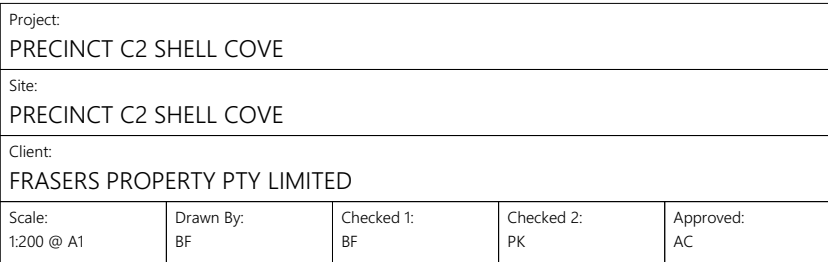 Project:
PRECINCT C2 SHELL COVE
Site:
PRECINCT C2 SHELL COVE
Client:
FRASERS PROPERTY PTY LIMITED
Scale: Drawn By: Checked 1: Checked 2: Approved:
1:200 @ A1 BF BF PK AC